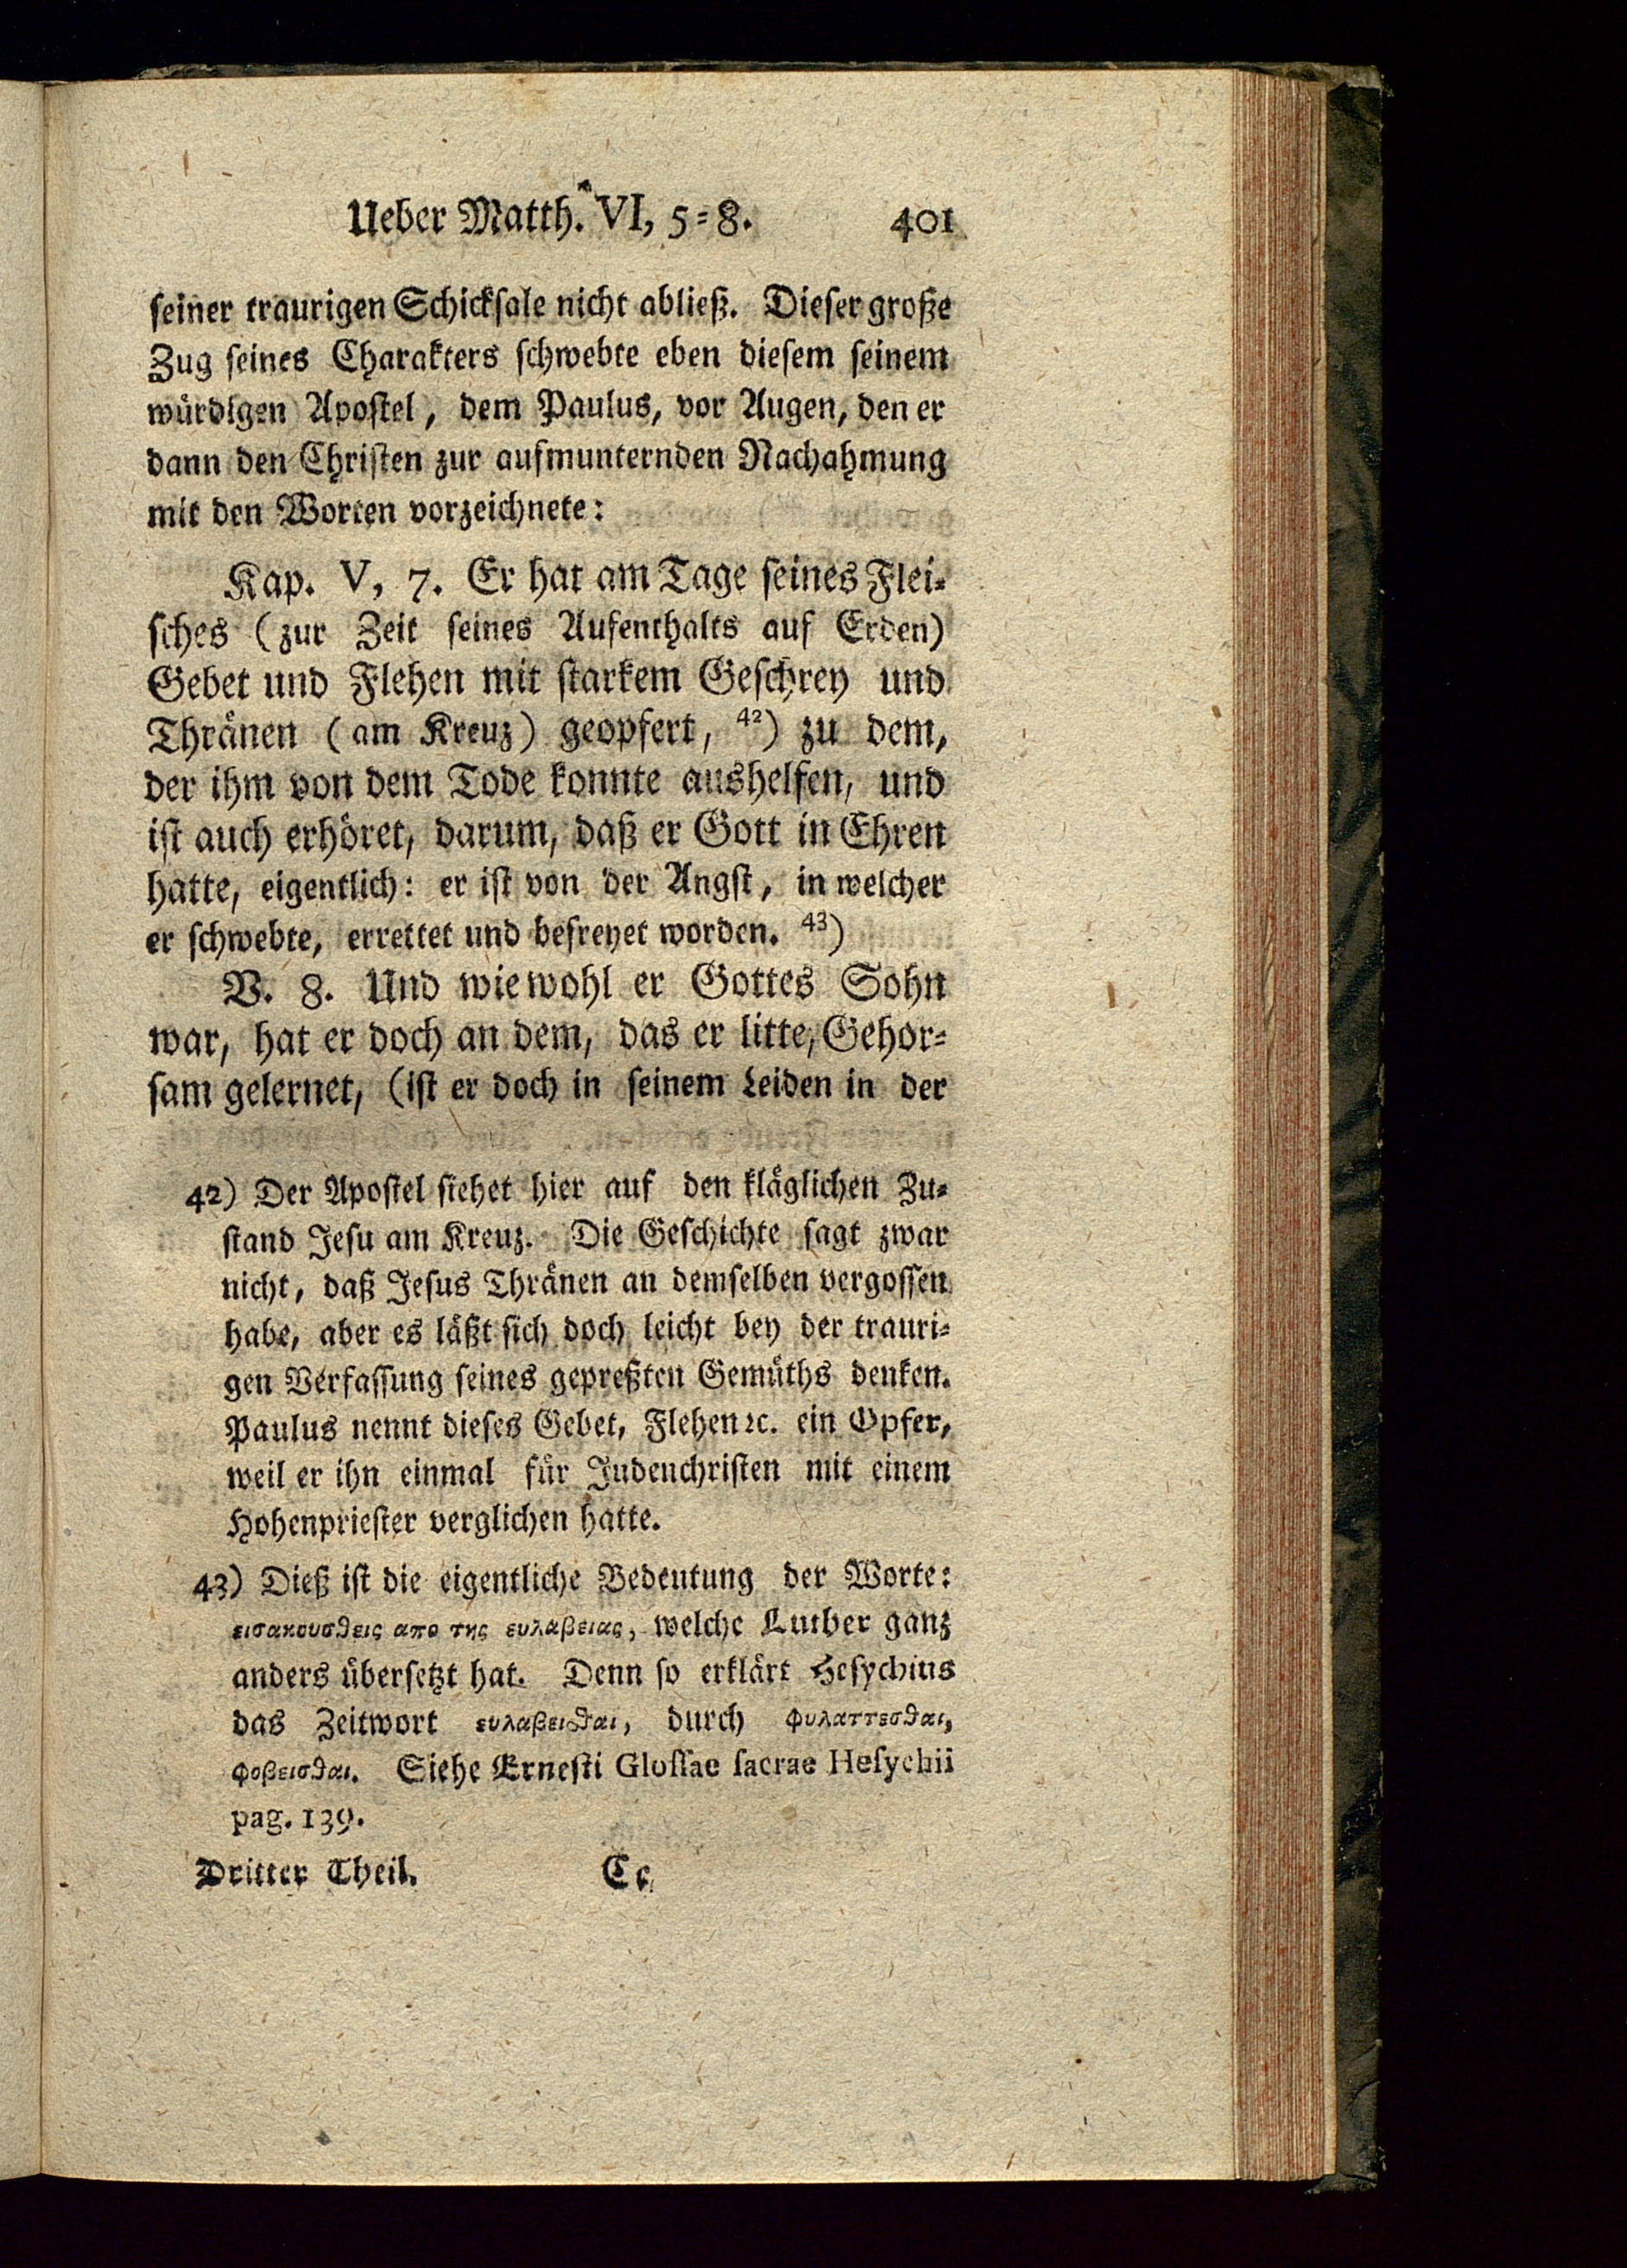 Ueber Matth. VI, 5=8. 401
seiner traurigen Schicksale nicht abließ. Dieser große
Zug seines Charakters schwebte eben diesem seinem
würdigen Apostel, dem Paulus, vor Augen, den er
dann den Christen zur aufmunternden Nachahmung
mit den Worten vorzeichnete:
Kap. V, 7. Er hat am Tage seines Flei=
sches (zur Zeit seines Aufenthalts auf Erden)
Gebet und Flehen mit starkem Geschrey und
Thränen (am Kreuz) geopfert, 42) zu dem,
der ihm von dem Tode konnte aushelfen, und
ist auch erhöret, darum, daß er Gott in Ehren
hatte, eigentlich: er ist von der Angst, in welcher
er schwebte, errettet und befreyet worden. 43)
V. 8. Und wiewohl er Gottes Sohn
war, hat er doch an dem, das er litte, Gehor=
sam gelernet, (ist er doch in seinem Leiden in der
42) Der Apostel siehet hier auf den kläglichen Zu=
stand Jesu am Kreuz. Die Geschichte sagt zwar
nicht, daß Jesus Thränen an demselben vergossen
habe, aber es läßt sich doch leicht bey der trauri=
gen Verfassung seines gepreßten Gemüths denken.
Paulus nennt dieses Gebet, Flehen ꝛc. ein Opfer,
weil er ihn einmal für Judenchristen mit einem
Hohenpriester verglichen hatte.
43) Dieß ist die eigentliche Bedeutung der Worte:
εισακουσθεις απο της ευλαβειας, welche Luther ganz
anders übersetzt hat. Denn so erklärt Hesychius
das Zeitwort ευλαβεισθαι, durch φυλαττεσθαι,
φοβεισθαι. Siehe Ernesti Glossae sacrae Hesychii
pag. 139.
Dritter Theil. Cc